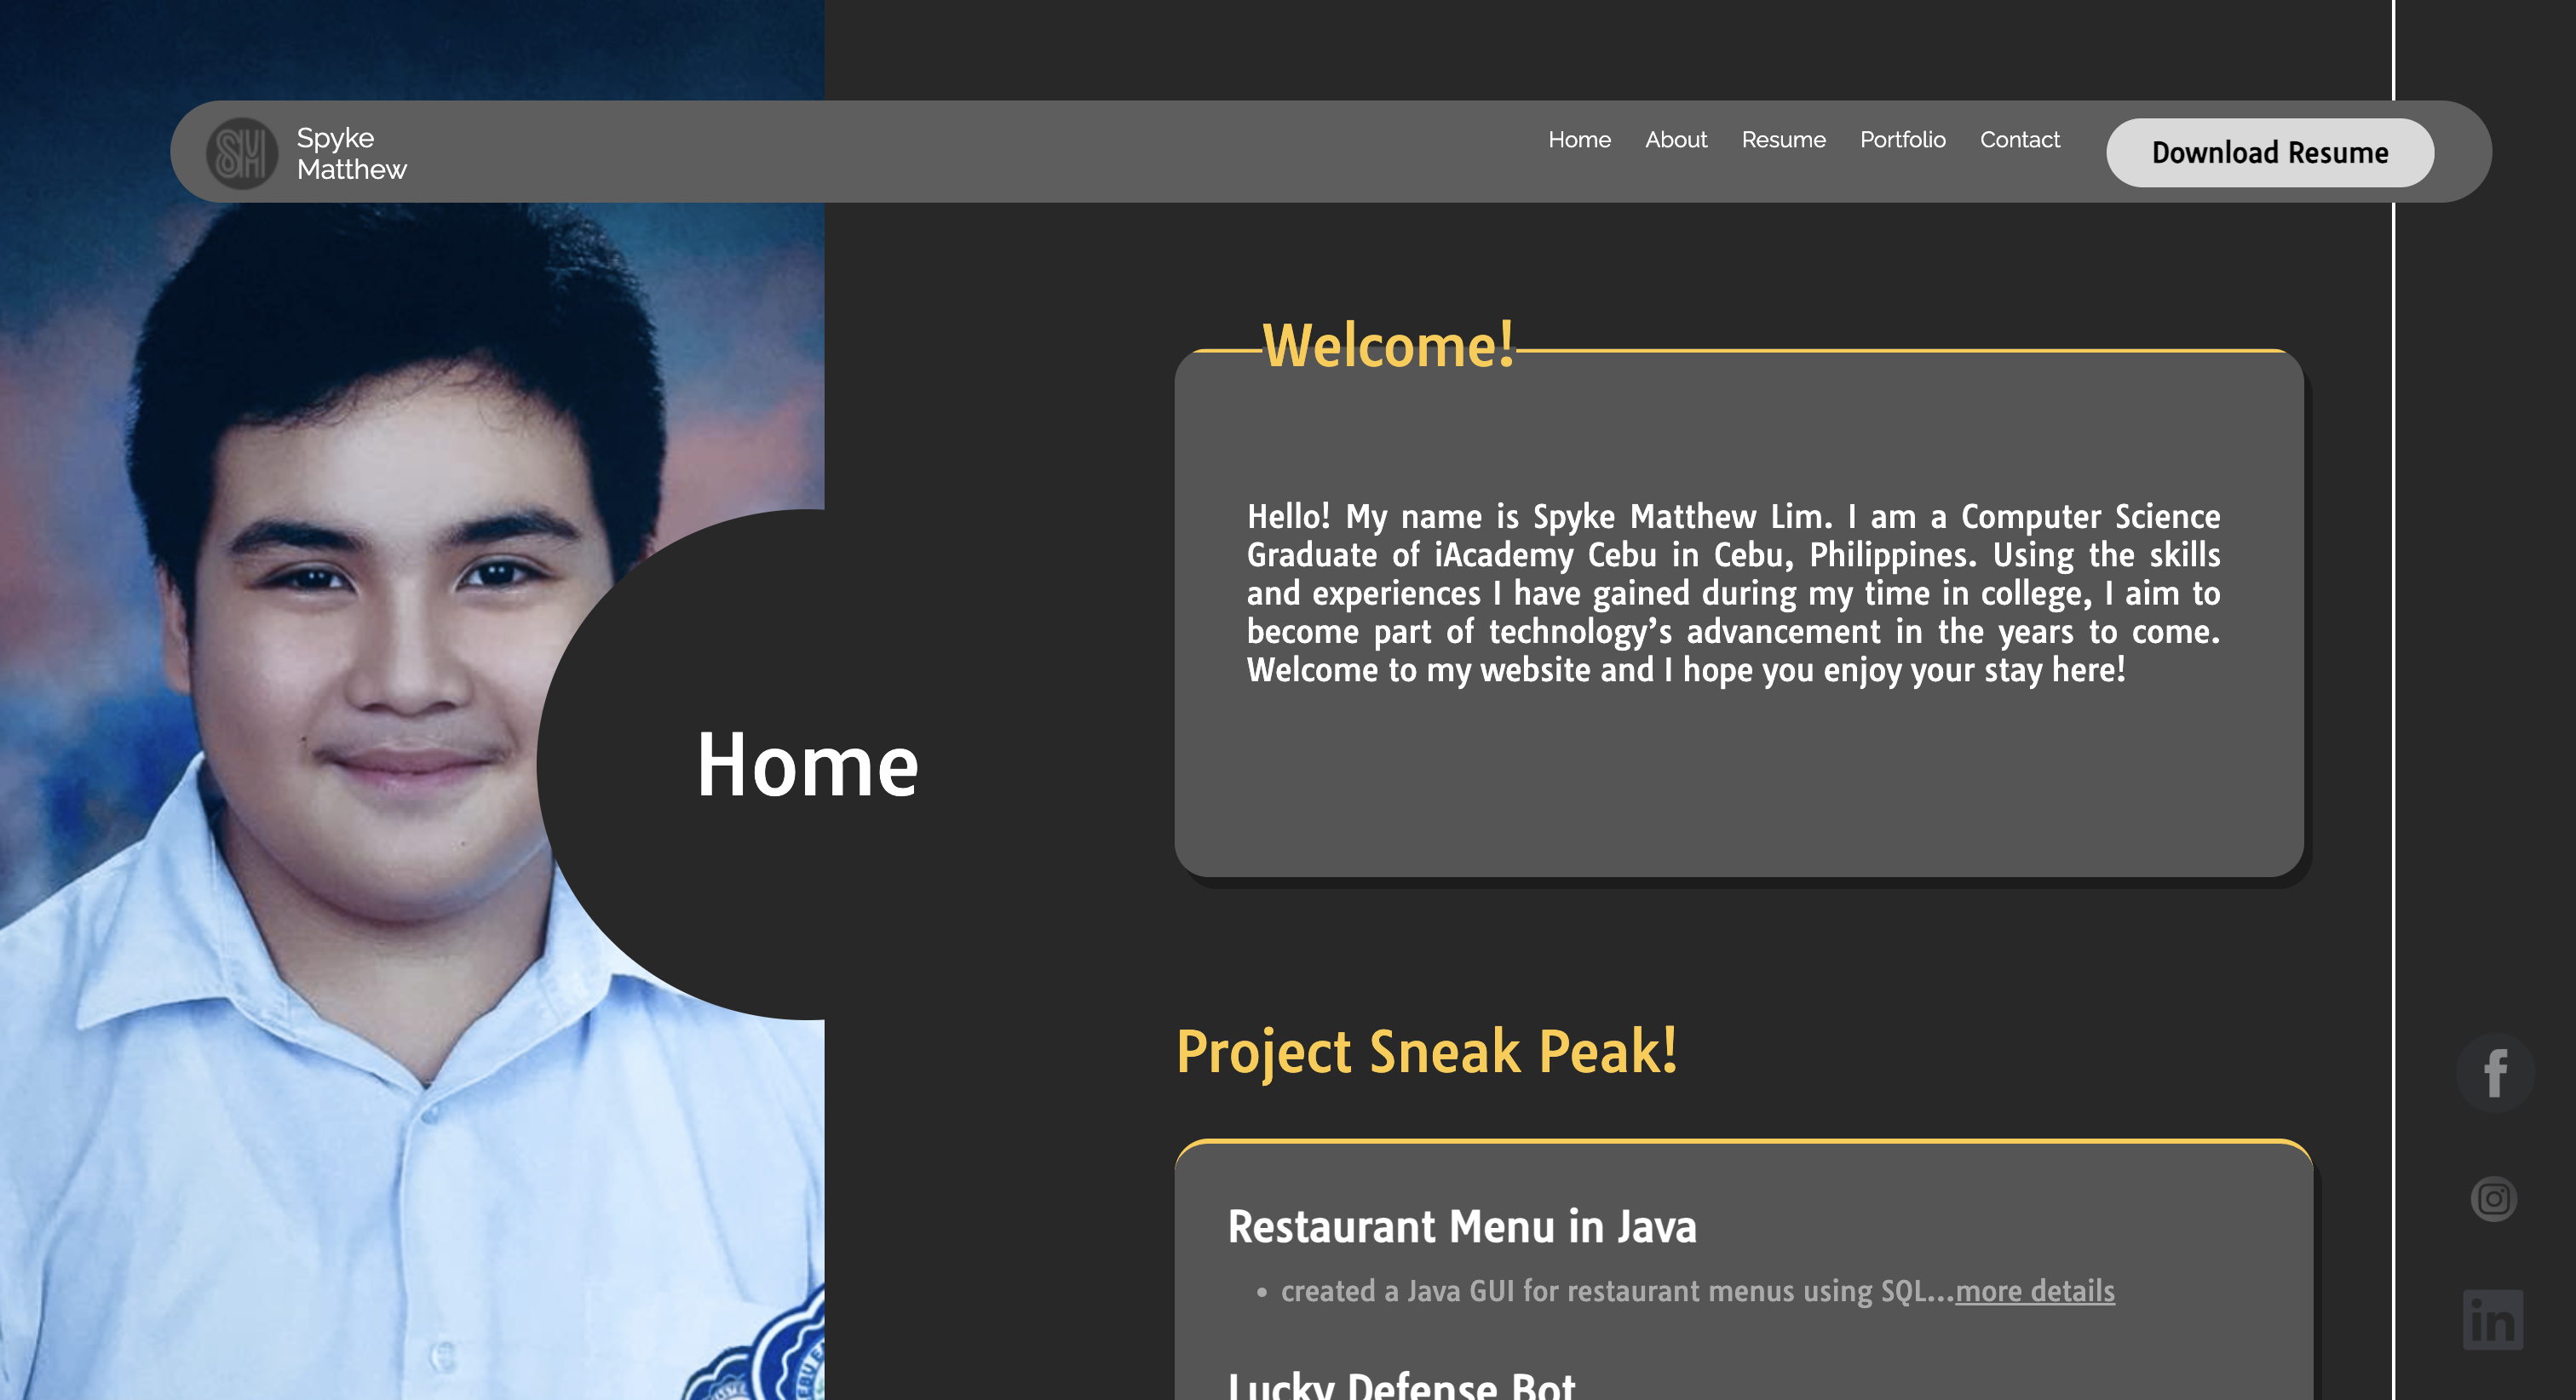 SM
Spyke
Matthew
Home About Resume Portfolio Contact Download Resume
Welcome!
Hello! My name is Spyke Matthew Lim. I am a Computer Science
Graduate of iAcademy Cebu in Cebu, Philippines. Using the skills
and experiences I have gained during my time in college, I aim to
become part of technology’s advancement in the years to come.
Welcome to my website and I hope you enjoy your stay here!
Home
Project Sneak Peak!
Restaurant Menu in Java
• created a Java GUI for restaurant menus using SQL...more details
Lucky Defense Bot
f
in